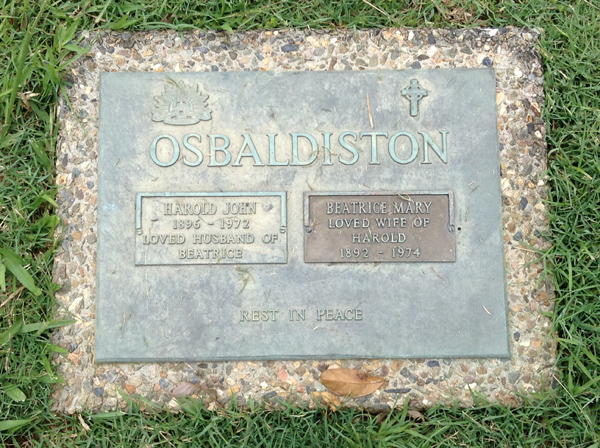 OSBALDISTON
HAROLD JOHN
1896 - 1972
LOVED HUSBAND OF
BEATRICE
BEATRICE MARY
LOVED WIFE OF
HAROLD
1892 - 1974
REST IN PEACE